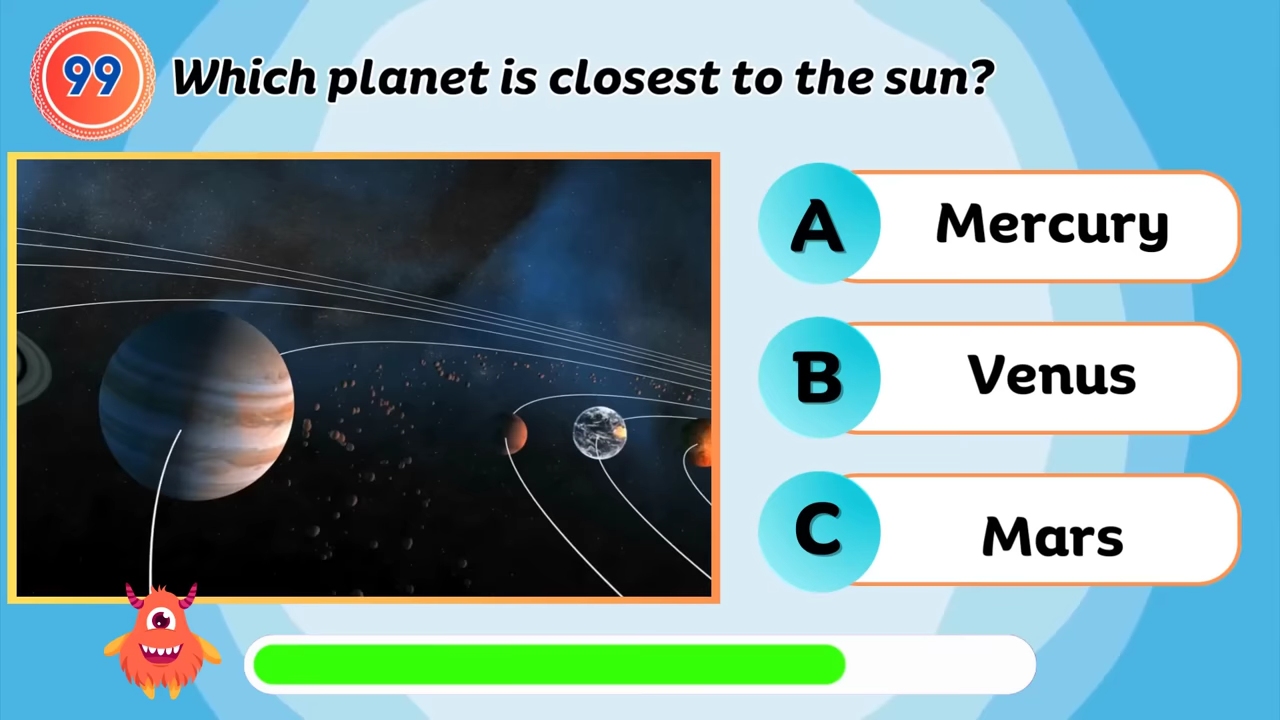 99
Which planet is closest to the sun?
A
Mercury
B
Venus
C
Mars